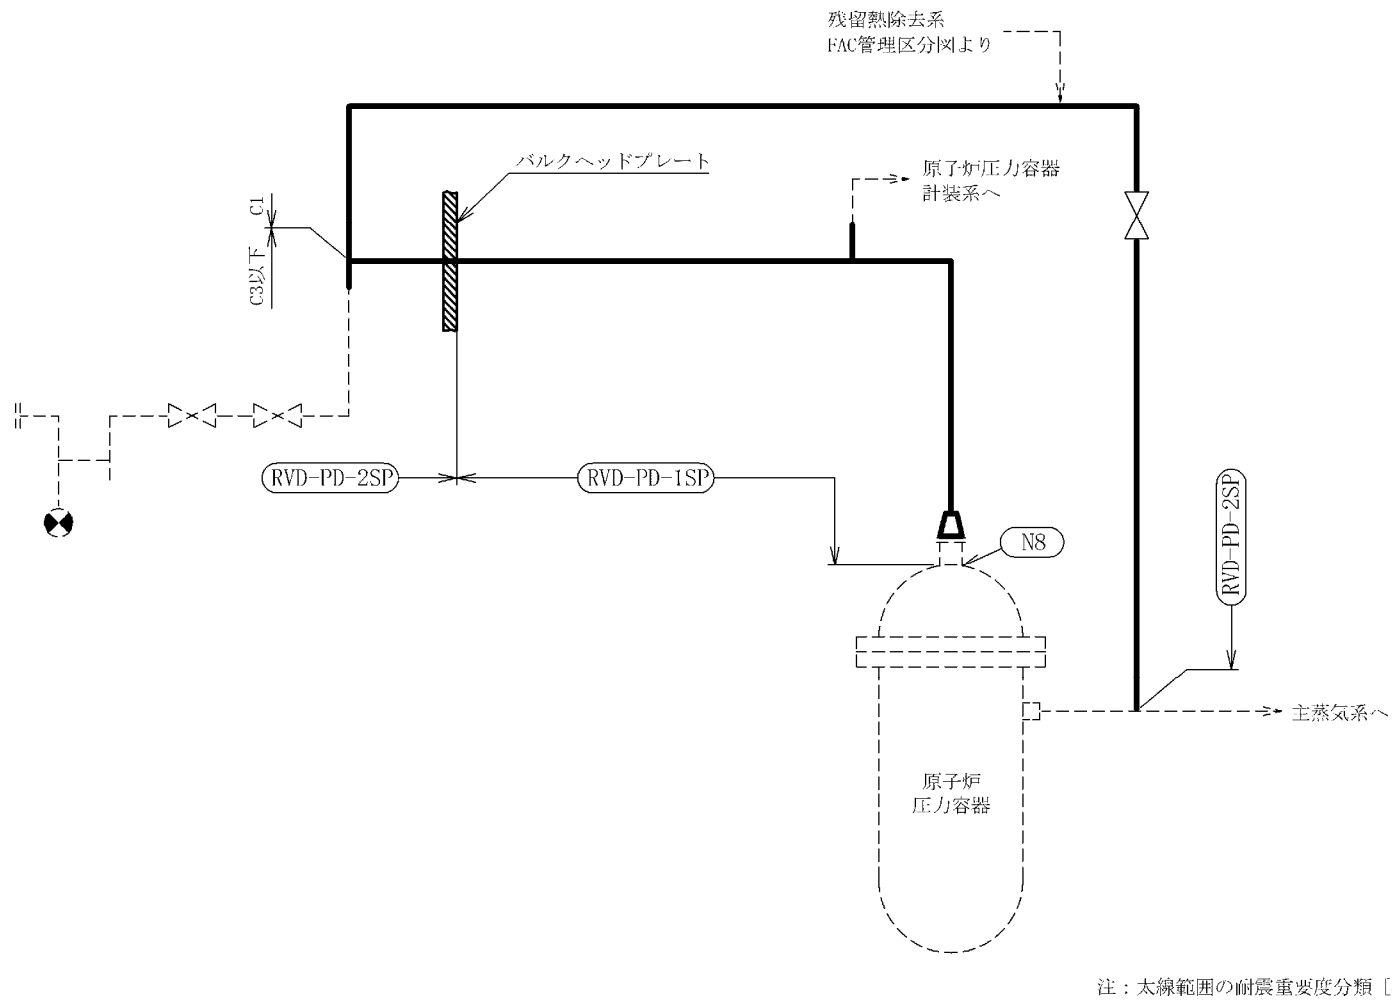 残留熱除去系
FAC管理区分図より
バルクヘッドプレート
原子炉圧力容器
計装系へ
C1
C3以下
RVD-PD-2SP
RVD-PD-1SP
RVD-PD-2SP
N8
主蒸気系へ
原子炉
圧力容器
注：太線範囲の耐震重要度分類［